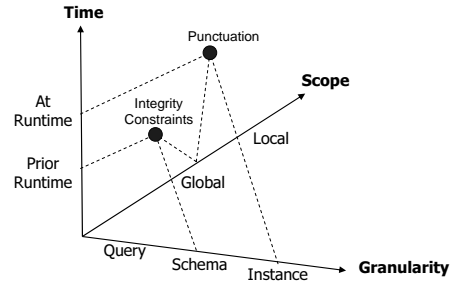 Time
Punctuation
Scope
At
Runtime
Integrity
Constraints
Local
Prior
Runtime
Global
Query
Schema
Instance
Granularity